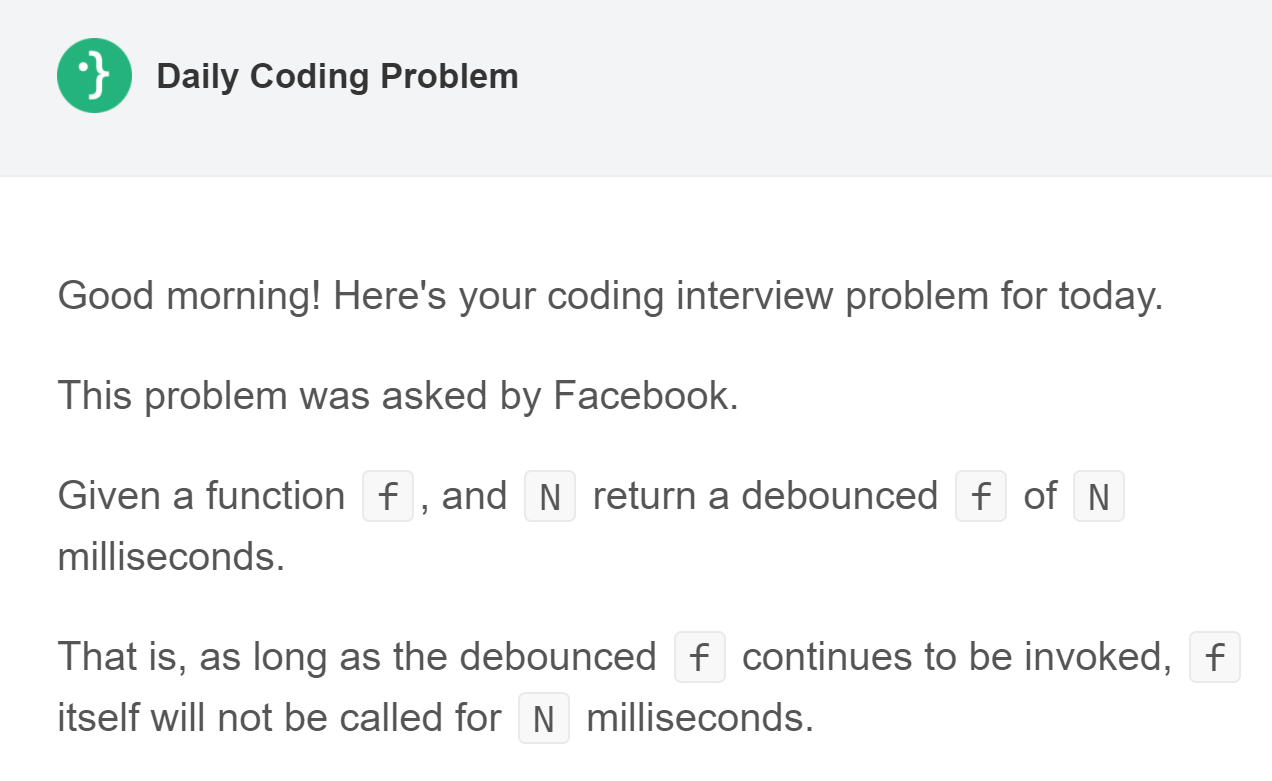 Daily Coding Problem
Good morning! Here's your coding interview problem for today.
This problem was asked by Facebook.
Given a function f, and N return a debounced f of N
milliseconds.
That is, as long as the debounced f continues to be invoked, f
itself will not be called for N milliseconds.